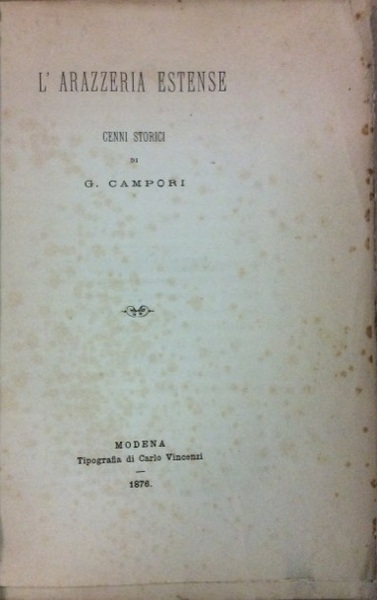 L' ARAZZERIA ESTENSE
CENNI STORICI
DI
G. CAMPORI
MODENA
Tipografia di Carlo Vincenzi
1876.